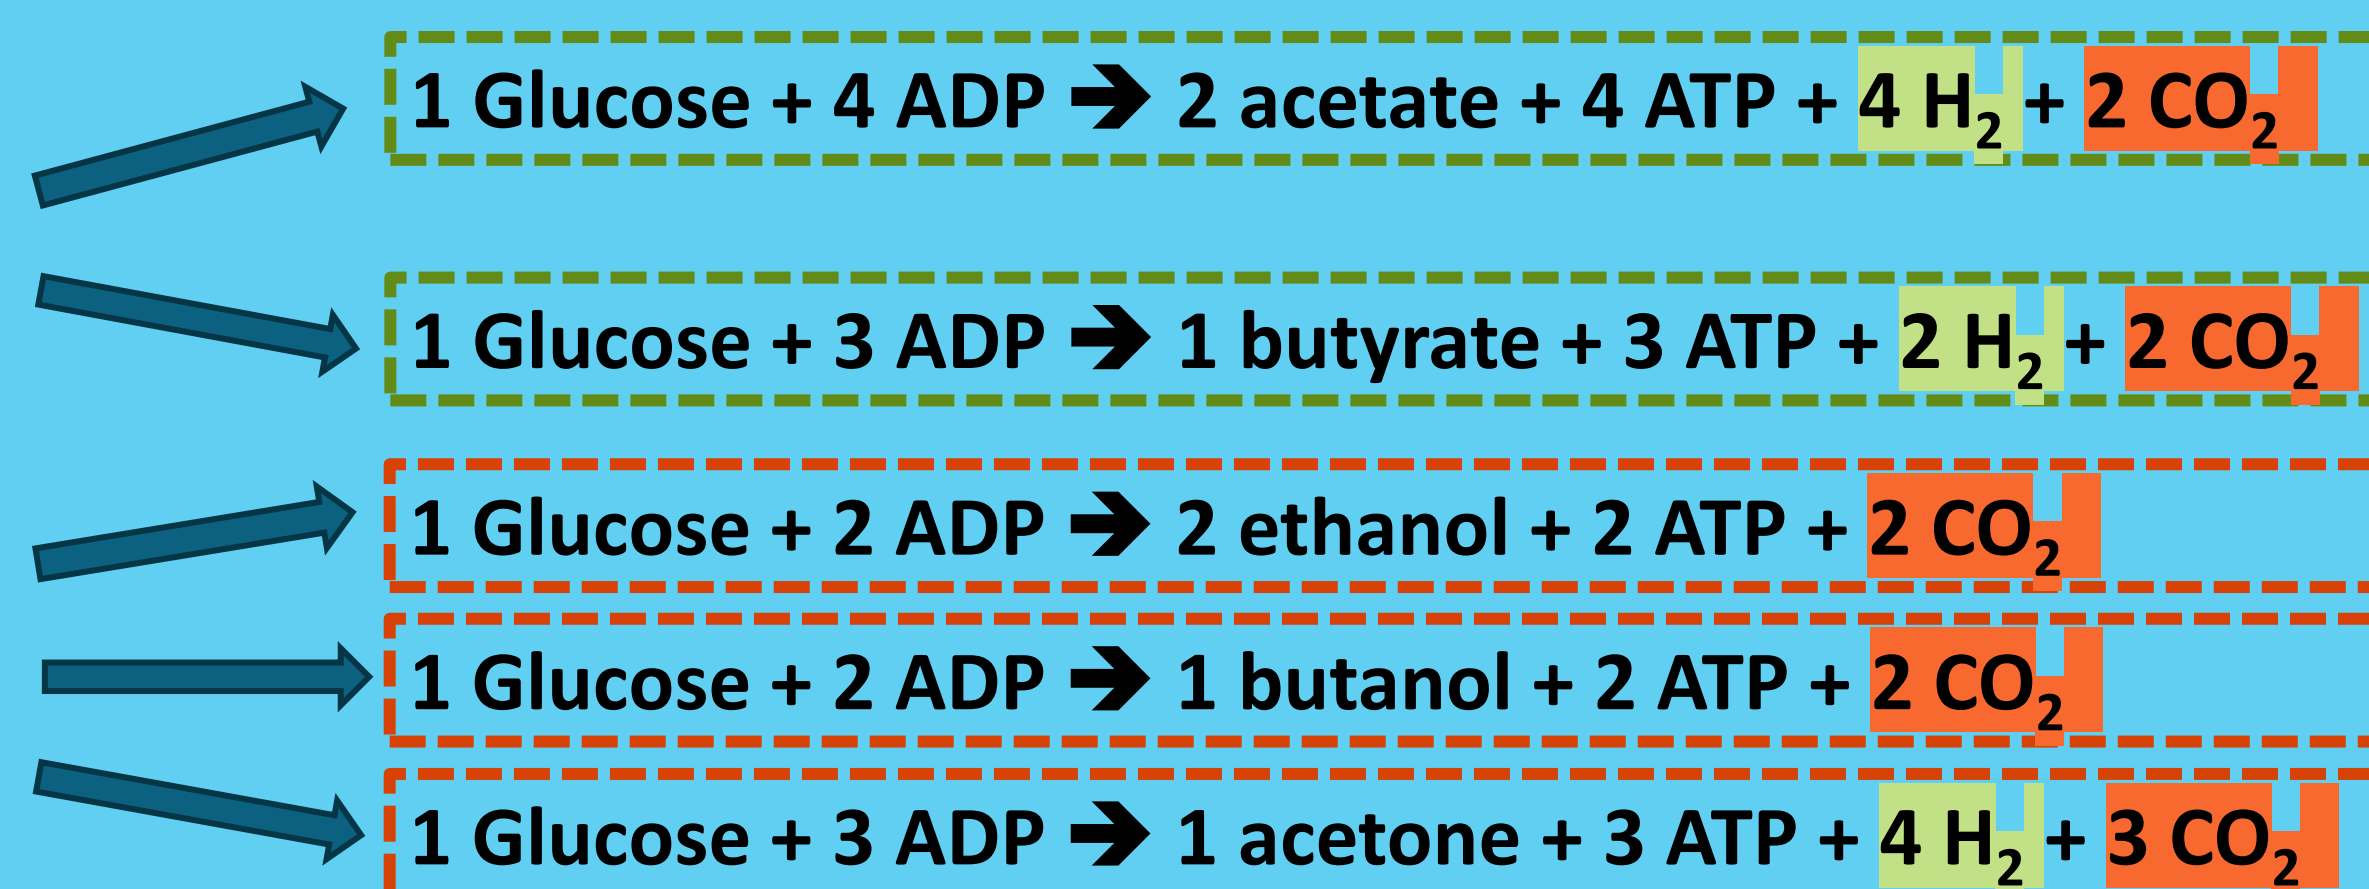 1 Glucose + 4 ADP ➔ 2 acetate + 4 ATP + 4 H₂ + 2 CO₂
1 Glucose + 3 ADP ➔ 1 butyrate + 3 ATP + 2 H₂ + 2 CO₂
1 Glucose + 2 ADP ➔ 2 ethanol + 2 ATP + 2 CO₂
1 Glucose + 2 ADP ➔ 1 butanol + 2 ATP + 2 CO₂
1 Glucose + 3 ADP ➔ 1 acetone + 3 ATP + 4 H₂ + 3 CO₂